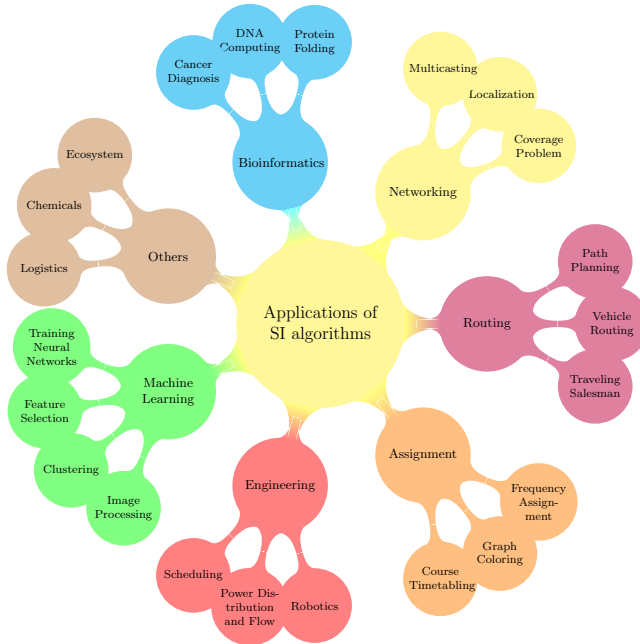 DNA
Computing
Protein
Folding
Cancer
Diagnosis
Bioinformatics
Multicasting
Localization
Coverage
Problem
Networking
Ecosystem
Chemicals
Logistics
Others
Applications of
SI algorithms
Path
Planning
Vehicle
Routing
Traveling
Salesman
Routing
Training
Neural
Networks
Feature
Selection
Clustering
Image
Processing
Machine
Learning
Engineering
Scheduling
Power Dis-
tribution
and Flow
Robotics
Assignment
Frequency
Assign-
ment
Graph
Coloring
Course
Timetabling